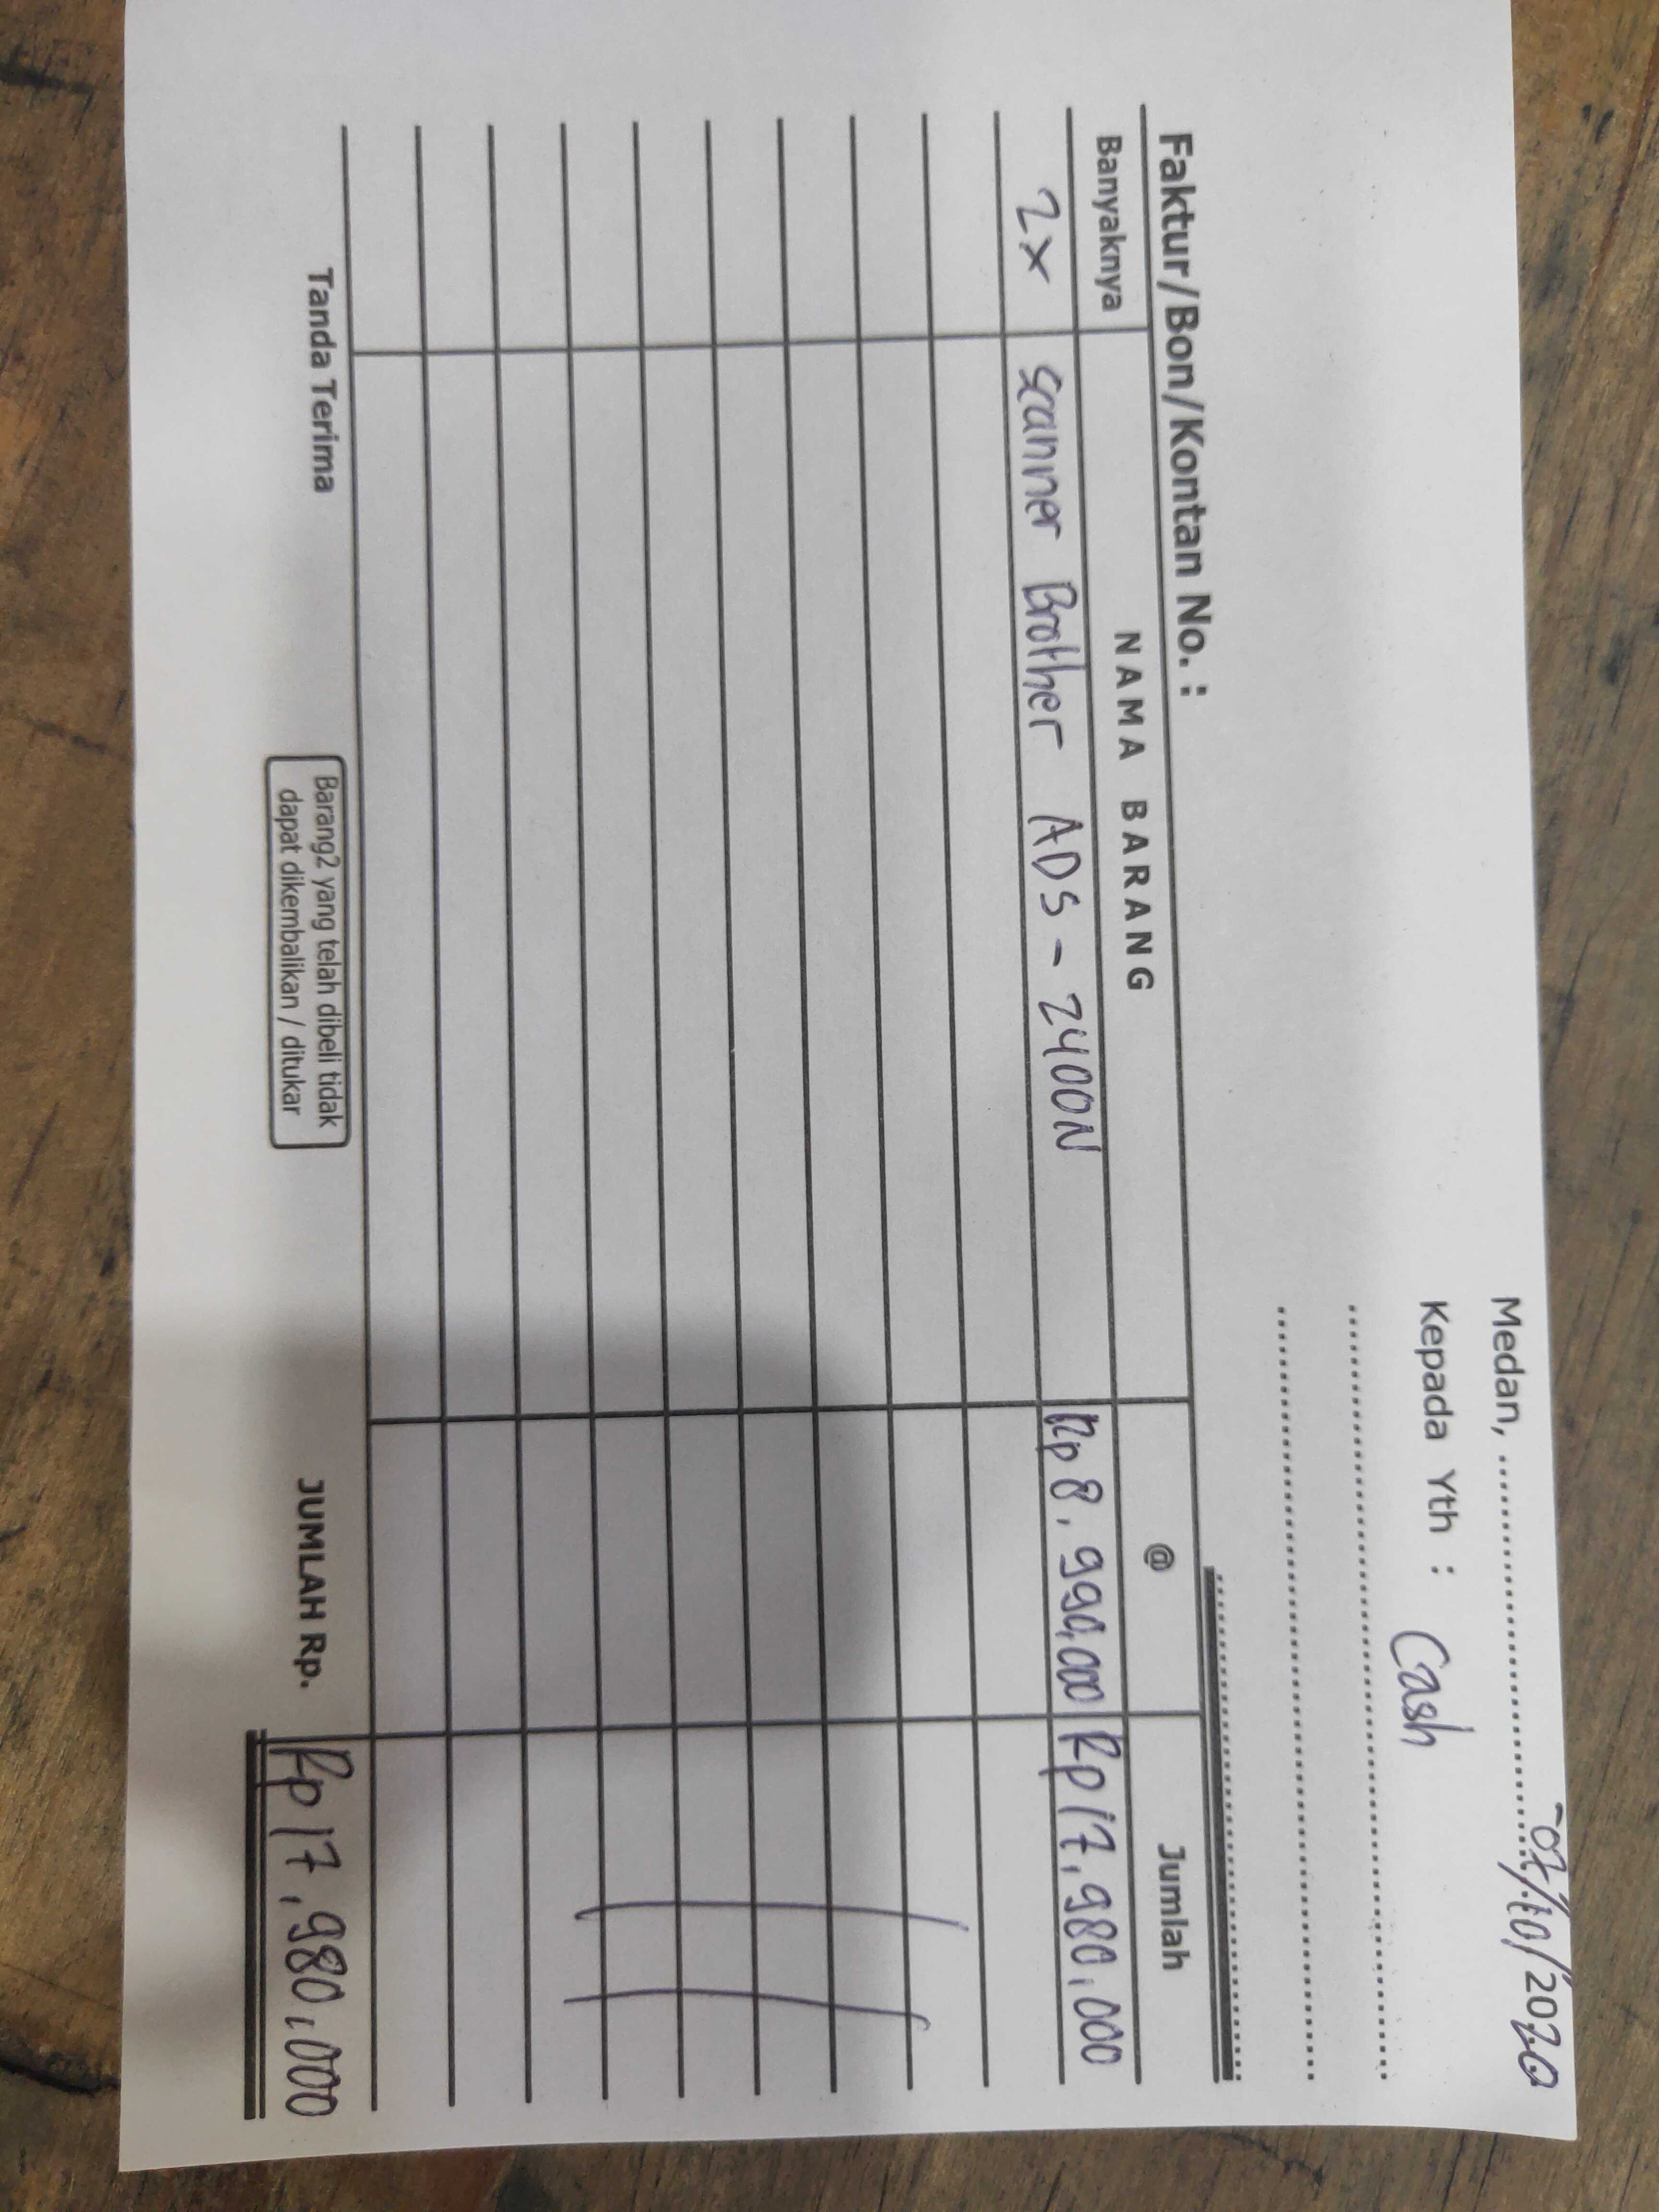 Medan, 07/10/2020
Kepada Yth : Cash
Faktur/Bon/Kontan No. :
Banyaknya NAMA BARANG @ Jumlah
2x scanner Brother ADS - 2400N Rp 8.990.000 Rp 17.980.000
Tanda Terima
Barang2 yang telah dibeli tidak
dapat dikembalikan / ditukar
JUMLAH Rp. Rp 17.980.000